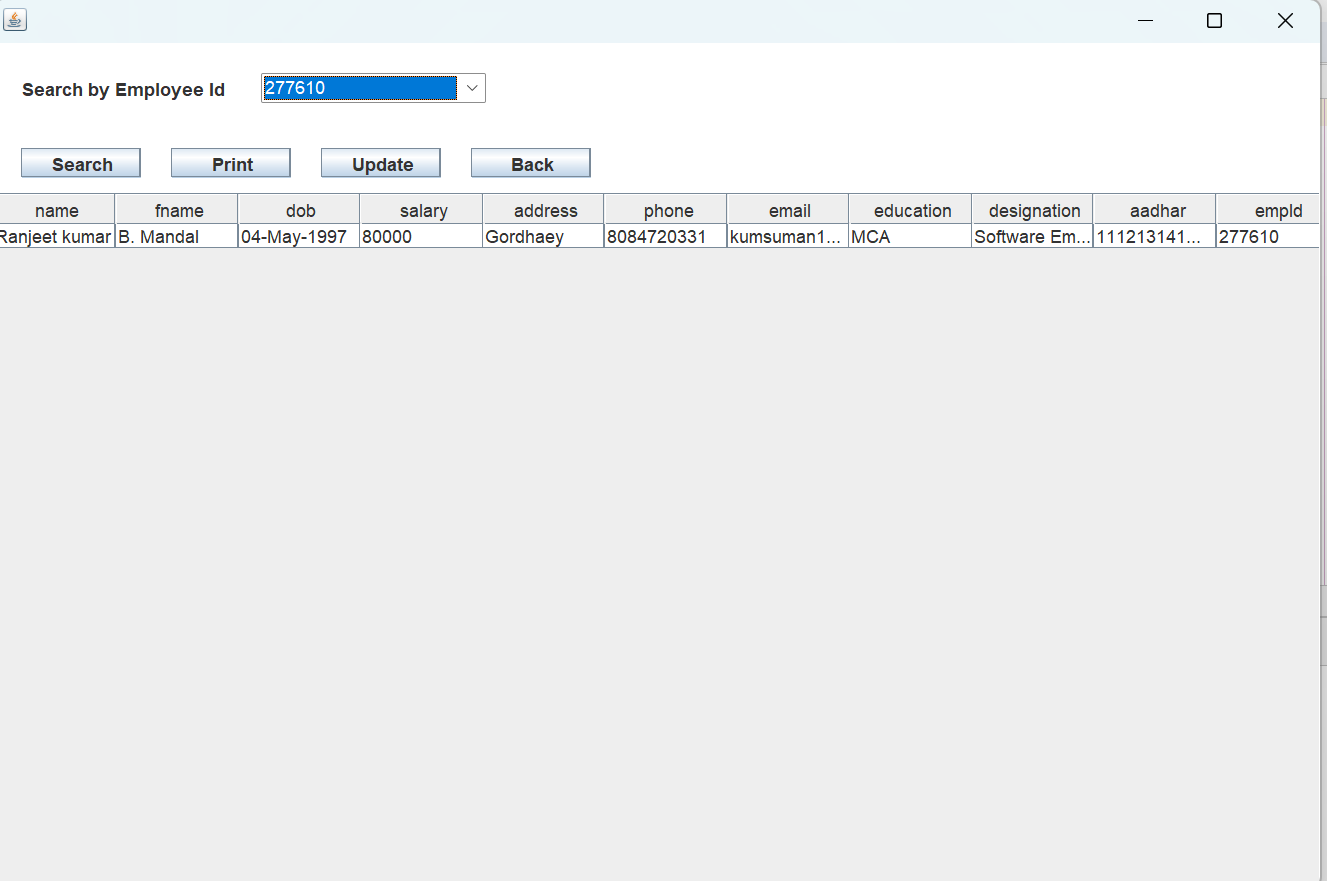 Search by Employee Id 277610
Search Print Update Back
name fname dob salary address phone email education designation aadhar empId
Ranjeet kumar B. Mandal 04-May-1997 80000 Gordhaey 8084720331 kumsuman1... MCA Software Em... 111213141... 277610